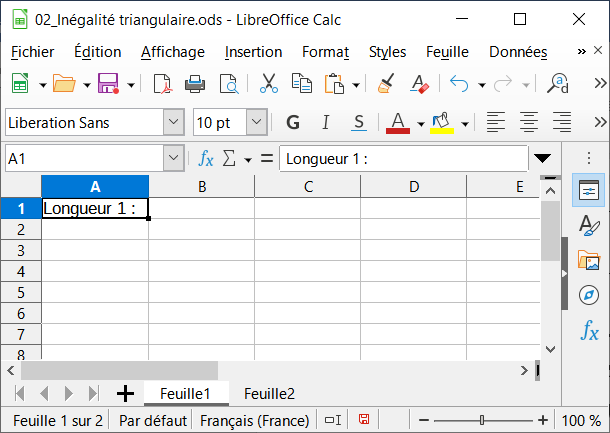 02_Inégalité triangulaire.ods - LibreOffice Calc
Fichier Édition Affichage Insertion Format Styles Feuille Données » ×
Liberation Sans 10 pt G I S A »
A1 fx Σ = Longueur 1 :
A B C D E
1 Longueur 1 :
2
3
4
5
6
7
8
Feuille1 Feuille2
Feuille 1 sur 2 Par défaut Français (France) 100 %